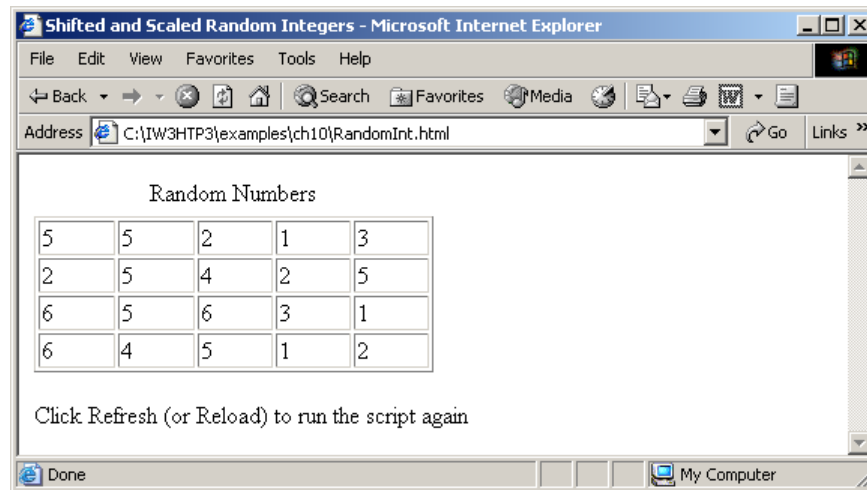 Shifted and Scaled Random Integers - Microsoft Internet Explorer
File Edit View Favorites Tools Help
Back Search Favorites Media
Address C:\IW3HTP3\examples\ch10\RandomInt.html Go Links »
Random Numbers
5 5 2 1 3
2 5 4 2 5
6 5 6 3 1
6 4 5 1 2
Click Refresh (or Reload) to run the script again
Done My Computer